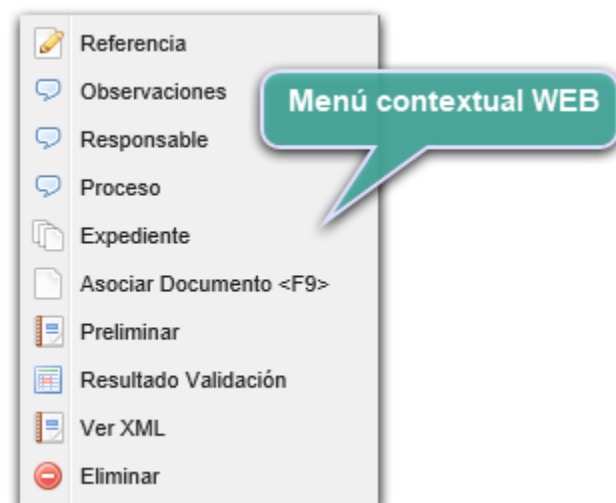 Referencia
Observaciones
Menú contextual WEB
Responsable
Proceso
Expediente
Asociar Documento <F9>
Preliminar
Resultado Validación
Ver XML
Eliminar